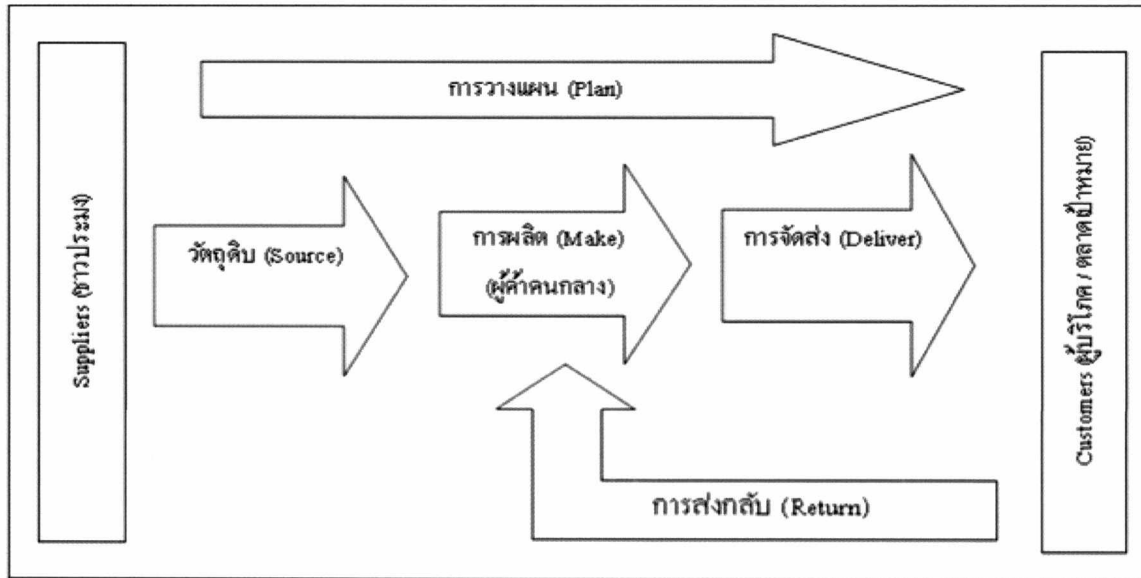 Suppliers (ชาวประมง)
การวางแผน (Plan)
วัตถุดิบ (Source)
การผลิต (Make)
(ผู้ค้าคนกลาง)
การจัดส่ง (Deliver)
การส่งกลับ (Return)
Customers (ผู้บริโภค / ตลาดเป้าหมาย)